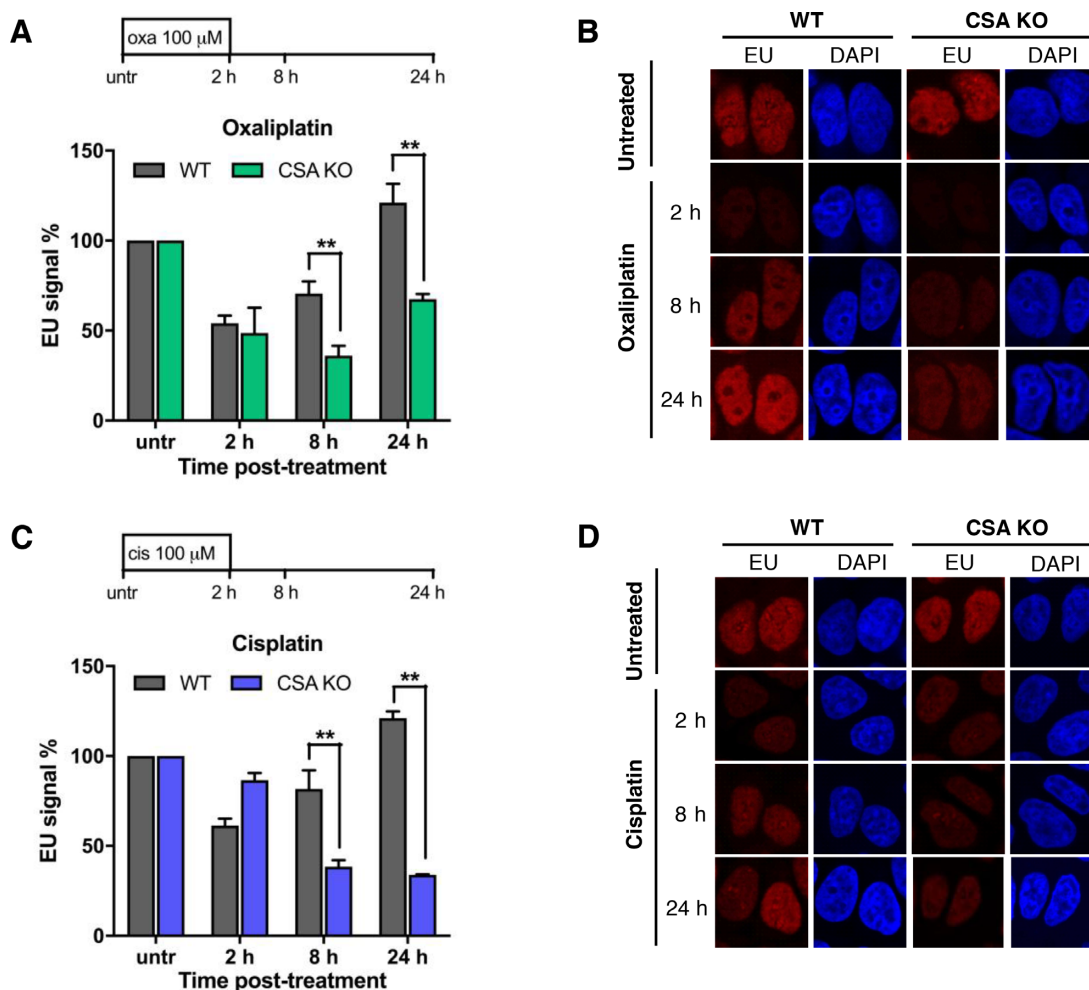 A
oxa 100 µM
untr 2 h 8 h 24 h
Oxaliplatin
WT CSA KO
** **
EU signal %
150
100
50
0
untr 2 h 8 h 24 h
Time post-treatment
B
WT CSA KO
EU DAPI EU DAPI
Untreated
Oxaliplatin
2 h
8 h
24 h
C
cis 100 µM
untr 2 h 8 h 24 h
Cisplatin
WT CSA KO
** **
EU signal %
150
100
50
0
untr 2 h 8 h 24 h
Time post-treatment
D
WT CSA KO
EU DAPI EU DAPI
Untreated
Cisplatin
2 h
8 h
24 h